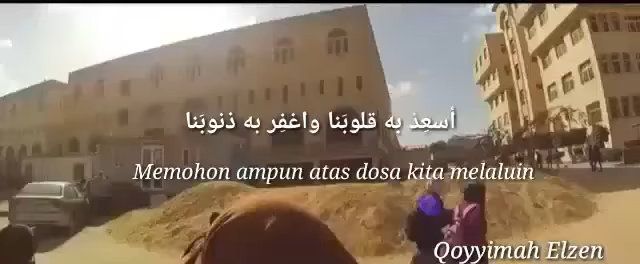 أسعِذ به قلوبَنا واغفِر به ذنوبَنا
Memohon ampun atas dosa kita melaluin
Qoyyimah Elzen